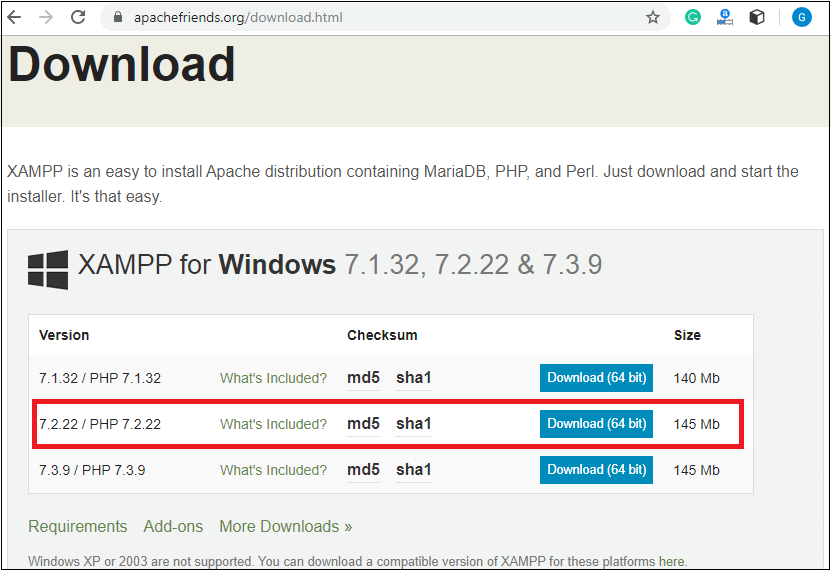 apachefriends.org/download.html
a
G
Download
XAMPP is an easy to install Apache distribution containing MariaDB, PHP, and Perl. Just download and start the
installer. It's that easy.
XAMPP for Windows 7.1.32, 7.2.22 & 7.3.9
Version Checksum Size
7.1.32 / PHP 7.1.32 What's Included? md5 sha1 Download (64 bit) 140 Mb
7.2.22 / PHP 7.2.22 What's Included? md5 sha1 Download (64 bit) 145 Mb
7.3.9 / PHP 7.3.9 What's Included? md5 sha1 Download (64 bit) 145 Mb
Requirements Add-ons More Downloads »
Windows XP or 2003 are not supported. You can download a compatible version of XAMPP for these platforms here.